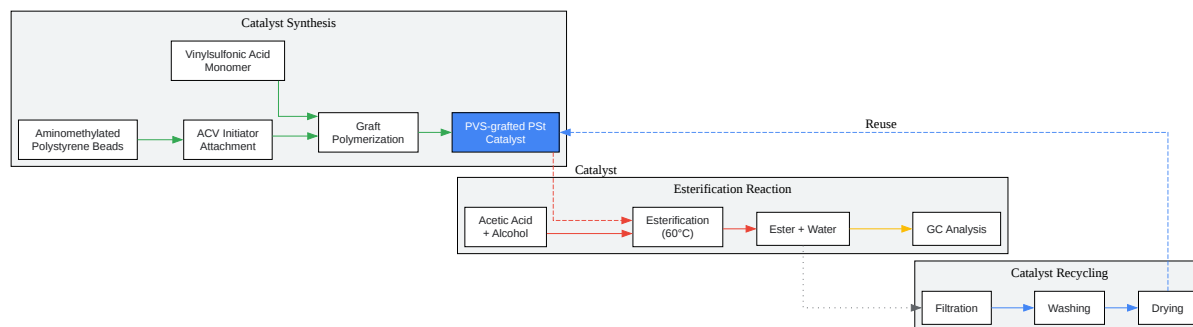 Catalyst Synthesis
Vinylsulfonic Acid
Monomer
Aminomethylated
Polystyrene Beads
ACV Initiator
Attachment
Graft
Polymerization
PVS-grafted PSt
Catalyst
Reuse
Catalyst
Esterification Reaction
Acetic Acid
+ Alcohol
Esterification
(60°C)
Ester + Water
GC Analysis
Catalyst Recycling
Filtration
Washing
Drying